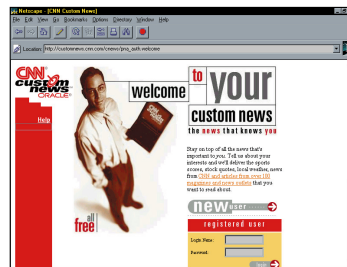 Netscape - [CNN Custom News]
File Edit View Go Bookmarks Options Directory Window Help
Location: http://customnews.cnn.com/cnews/pna_auth.welcome
CNN
custom
news
ORACLE
Help
welcome
to your
custom news
the news that knows you
Stay on top of all the news that's
important to you. Tell us about your
interests and we'll deliver the sports
scores, stock quotes, local weather, news
from CNN and articles from over 100
magazines and news outlets that you
want to read about.
new user
registered user
Login Name:
Password:
all
free